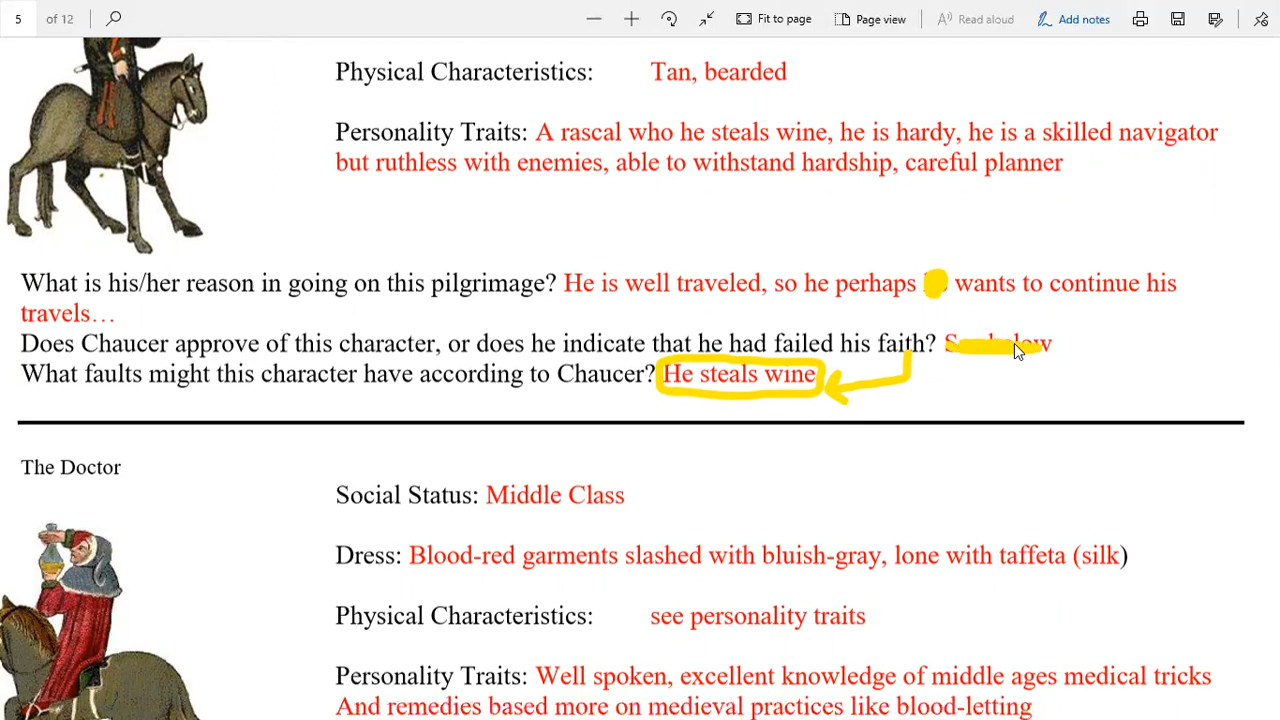 5 of 12 Fit to page Page view Read aloud Add notes
Physical Characteristics: Tan, bearded
Personality Traits: A rascal who he steals wine, he is hardy, he is a skilled navigator
but ruthless with enemies, able to withstand hardship, careful planner
What is his/her reason in going on this pilgrimage? He is well traveled, so he perhaps wants to continue his
travels…
Does Chaucer approve of this character, or does he indicate that he had failed his faith?
What faults might this character have according to Chaucer? He steals wine
The Doctor
Social Status: Middle Class
Dress: Blood-red garments slashed with bluish-gray, lone with taffeta (silk)
Physical Characteristics: see personality traits
Personality Traits: Well spoken, excellent knowledge of middle ages medical tricks
And remedies based more on medieval practices like blood-letting